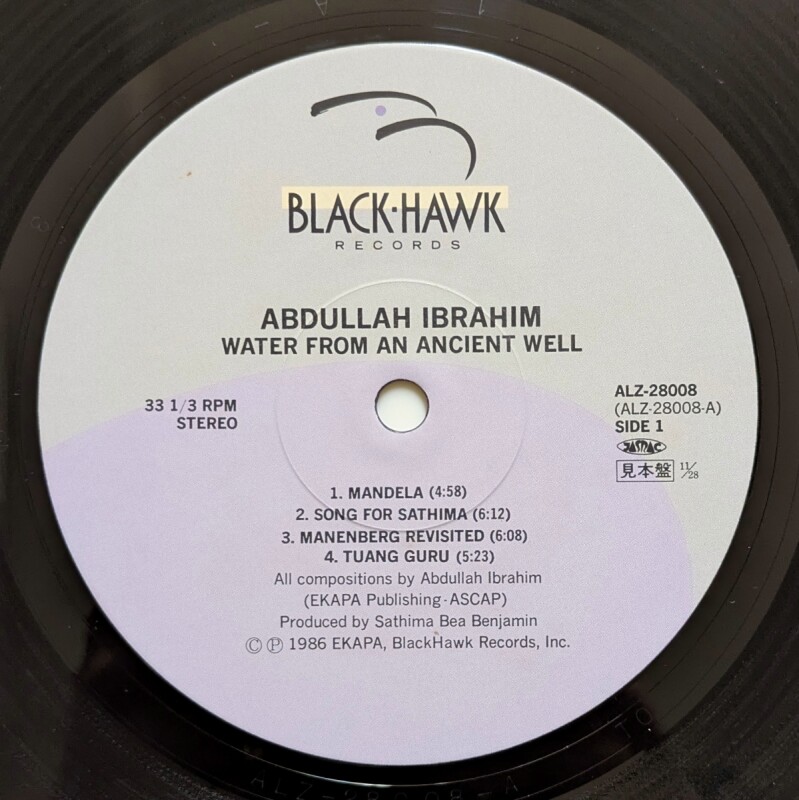 BLACK·HAWK
RECORDS
ABDULLAH IBRAHIM
WATER FROM AN ANCIENT WELL
33 1/3 RPM
STEREO
ALZ-28008
(ALZ-28008-A)
SIDE 1
JASRAC
見本盤 11/28
1. MANDELA (4:58)
2. SONG FOR SATHIMA (6:12)
3. MANENBERG REVISITED (6:08)
4. TUANG GURU (5:23)
All compositions by Abdullah Ibrahim
(EKAPA Publishing-ASCAP)
Produced by Sathima Bea Benjamin
Ⓒ Ⓟ 1986 EKAPA, BlackHawk Records, Inc.
ALZ-28008-A